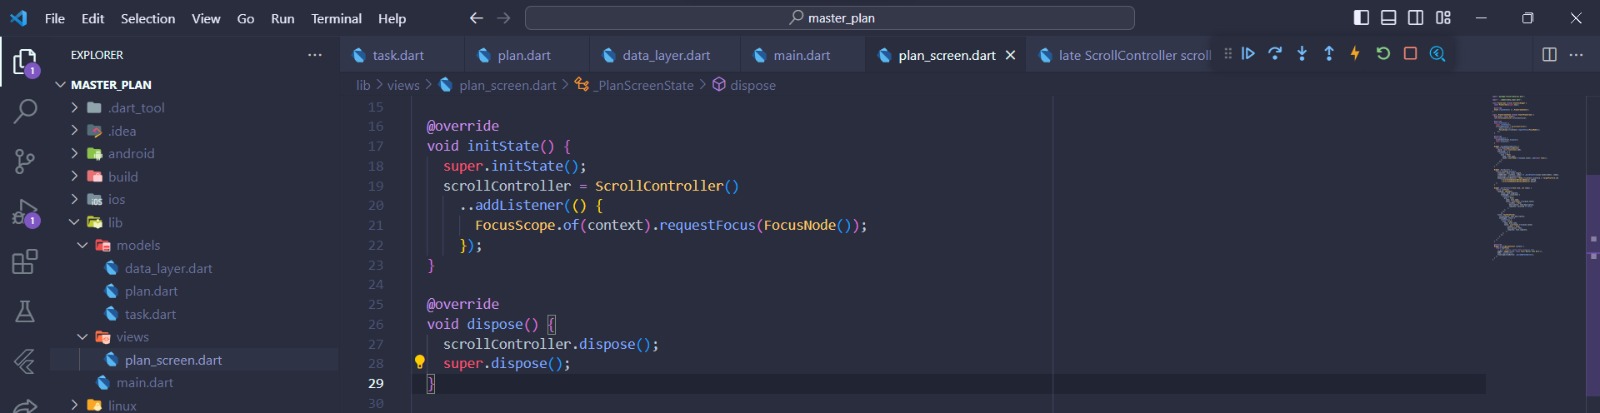 File Edit Selection View Go Run Terminal Help master_plan
EXPLORER
task.dart plan.dart data_layer.dart main.dart plan_screen.dart late ScrollController scroll
MASTER_PLAN
lib > views > plan_screen.dart > _PlanScreenState > dispose
.dart_tool
.idea
android
build
ios
lib
models
data_layer.dart
plan.dart
task.dart
views
plan_screen.dart
main.dart
linux
1
1
15
16 @override
17 void initState() {
18 super.initState();
19 scrollController = ScrollController()
20 ..addListener(() {
21 FocusScope.of(context).requestFocus(FocusNode());
22 });
23 }
24
25 @override
26 void dispose() {
27 scrollController.dispose();
28 super.dispose();
29 }
30